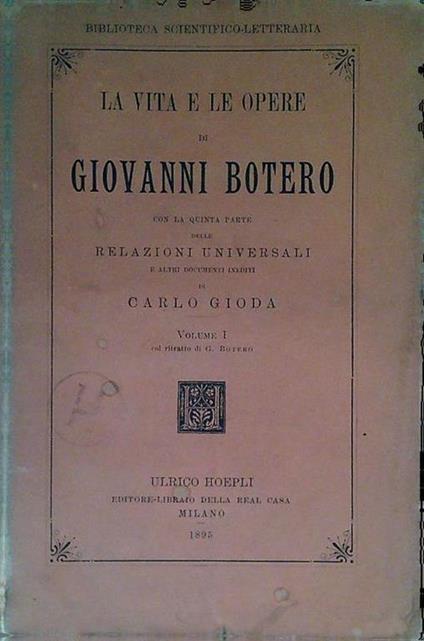 BIBLIOTECA SCIENTIFICO-LETTERARIA
LA VITA E LE OPERE
DI
GIOVANNI BOTERO
CON LA QUINTA PARTE
DELLE
RELAZIONI UNIVERSALI
E ALTRI DOCUMENTI INEDITI
DI
CARLO GIODA
VOLUME I
col ritratto di G. BOTERO
ULRICO HOEPLI
EDITORE-LIBRAIO DELLA REAL CASA
MILANO
1895